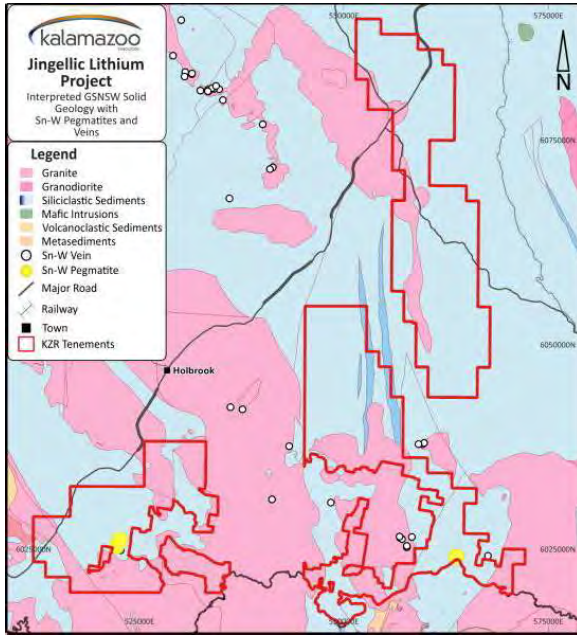 kalamazoo
RESOURCES
Jingellic Lithium
Project
Interpreted GSNSW Solid
Geology with
Sn-W Pegmatites and
Veins
Legend
Granite
Granodiorite
Siliciclastic Sediments
Mafic Intrusions
Volcanoclastic Sediments
Metasediments
Sn-W Vein
Sn-W Pegmatite
Major Road
Railway
Town
KZR Tenements
550000E
575000E
N
6075000N
6050000N
Holbrook
6025000N
6025000N
525000E
550000E
575000E